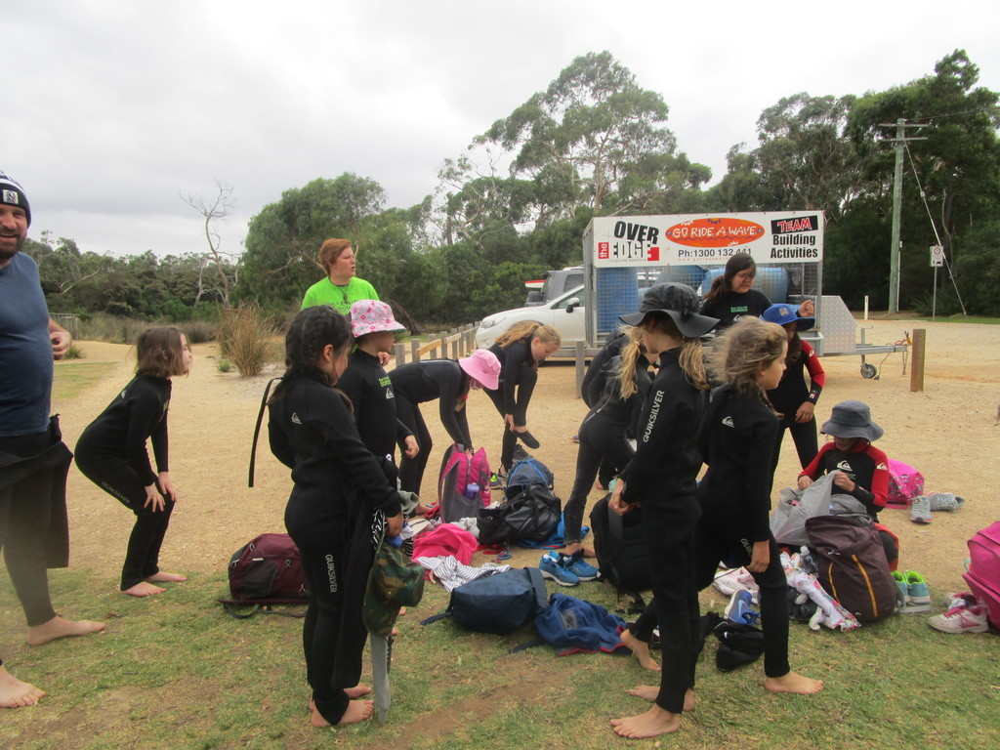 the
OVER
EDGE
GO RIDE A WAVE
Ph:1300 132 441
TEAM
Building
Activities
QUIKSILVER
QUIKSILVER